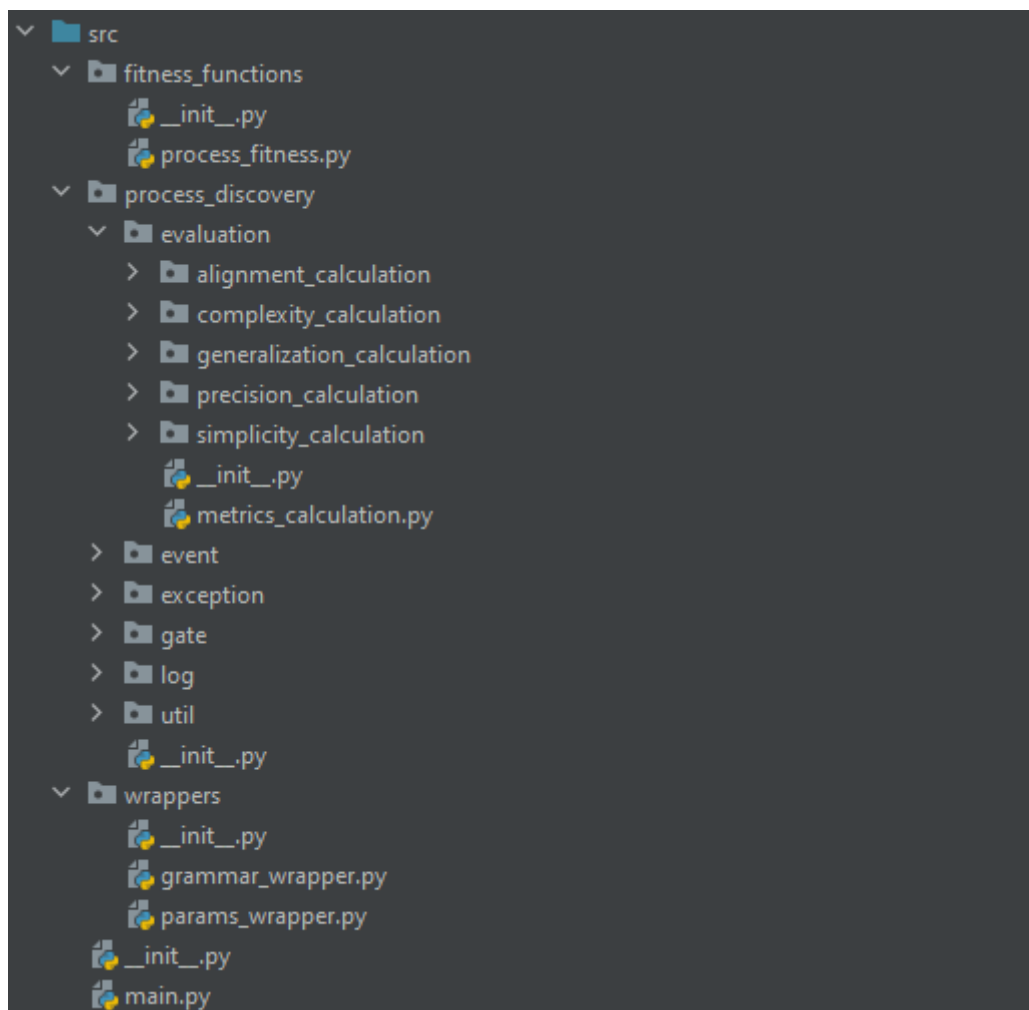 src
fitness_functions
__init__.py
process_fitness.py
process_discovery
evaluation
alignment_calculation
complexity_calculation
generalization_calculation
precision_calculation
simplicity_calculation
__init__.py
metrics_calculation.py
event
exception
gate
log
util
__init__.py
wrappers
__init__.py
grammar_wrapper.py
params_wrapper.py
__init__.py
main.py